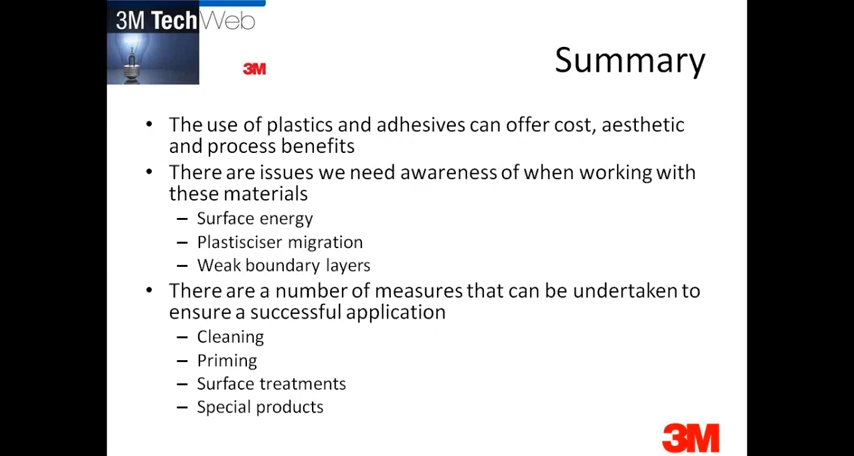 3M TechWeb
3M
Summary
• The use of plastics and adhesives can offer cost, aesthetic
and process benefits
• There are issues we need awareness of when working with
these materials
– Surface energy
– Plastisciser migration
– Weak boundary layers
• There are a number of measures that can be undertaken to
ensure a successful application
– Cleaning
– Priming
– Surface treatments
– Special products
3M